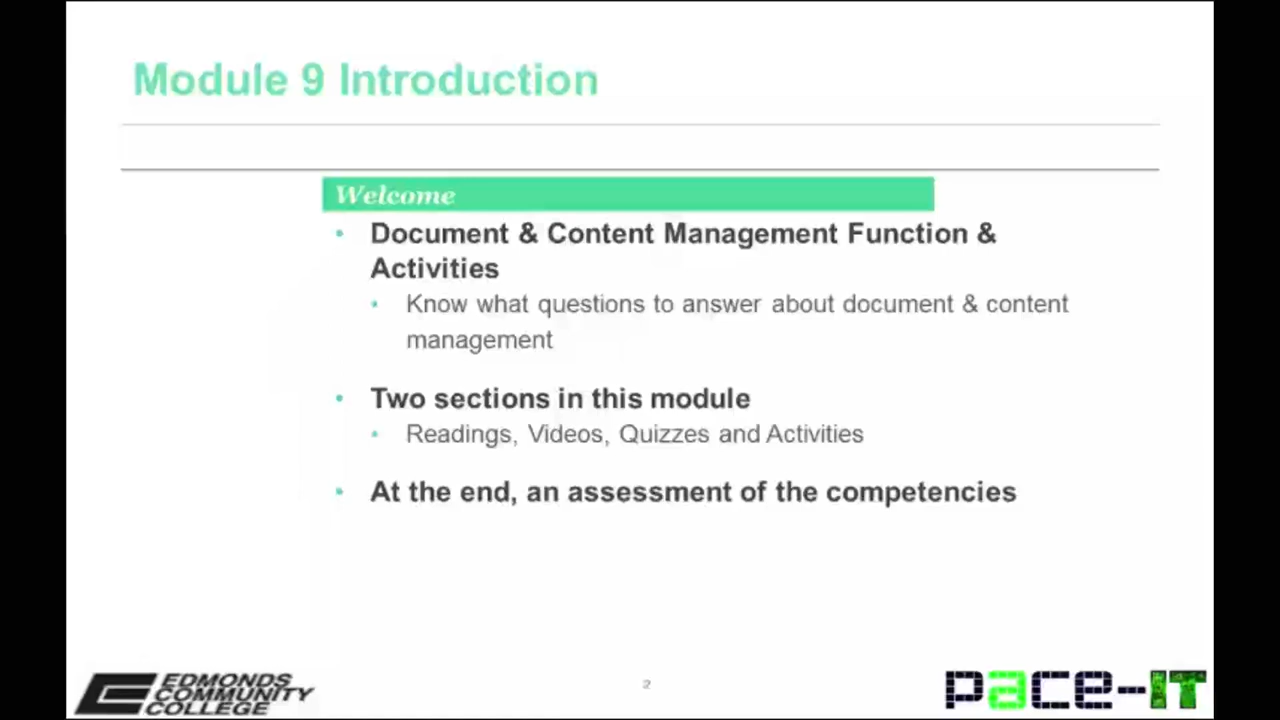 Module 9 Introduction
Welcome
• Document & Content Management Function &
Activities
• Know what questions to answer about document & content
management
• Two sections in this module
• Readings, Videos, Quizzes and Activities
• At the end, an assessment of the competencies
EDMONDS
COMMUNITY
COLLEGE
2
pace-IT